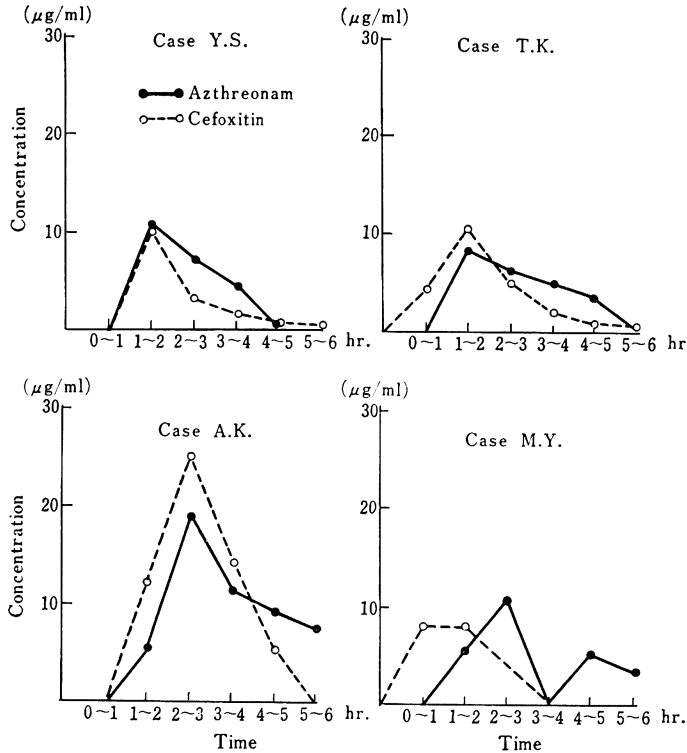 (μg/ml)
30
Case Y.S.
Azthreonam
Cefoxitin
20
10
Concentration
0~1 1~2 2~3 3~4 4~5 5~6 hr.
(μg/ml)
30
Case T.K.
20
10
0~1 1~2 2~3 3~4 4~5 5~6 hr
(μg/ml)
30
Case A.K.
20
10
Concentration
0~1 1~2 2~3 3~4 4~5 5~6 hr.
Time
(μg/ml)
30
Case M.Y.
20
10
0~1 1~2 2~3 3~4 4~5 5~6 hr.
Time